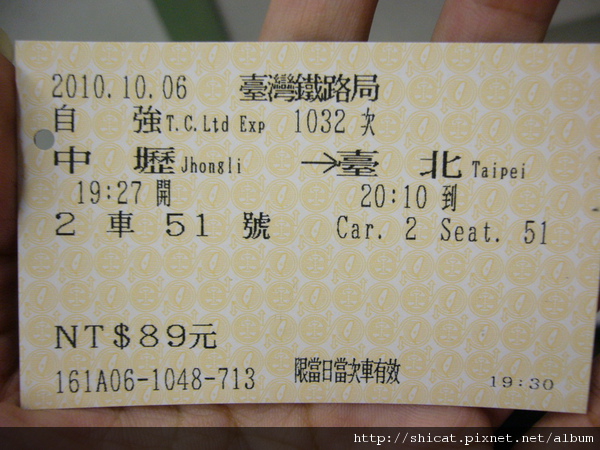 2010.10.06 臺灣鐵路局
自 強 T.C.Ltd Exp 1032 次
中 壢 Jhongli → 臺 北 Taipei
19:27 開 20:10 到
2 車 51 號 Car. 2 Seat. 51
NT$89元
161A06-1048-713 限當日當次車有效 19:30
http://shicat.pixnet.net/album